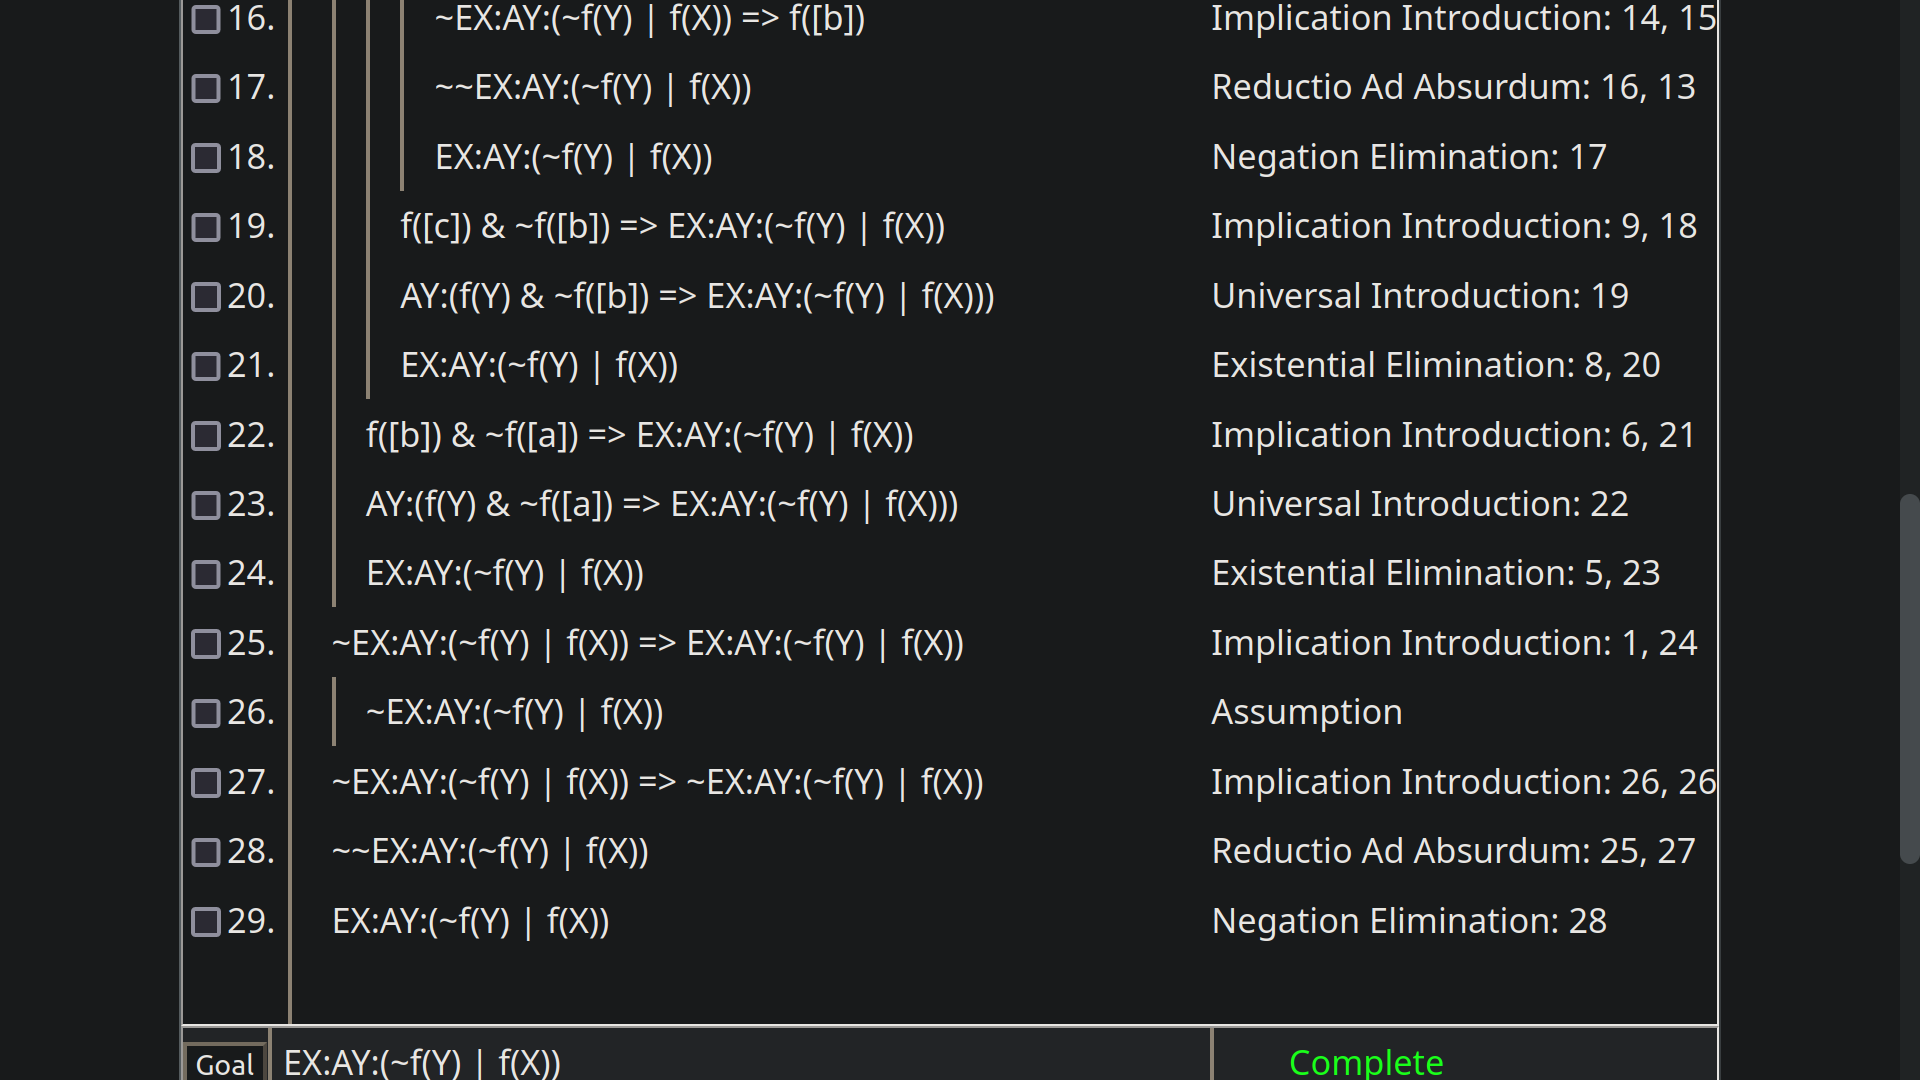 16. ~EX:AY:(~f(Y) | f(X)) => f([b]) Implication Introduction: 14, 15
17. ~~EX:AY:(~f(Y) | f(X)) Reductio Ad Absurdum: 16, 13
18. EX:AY:(~f(Y) | f(X)) Negation Elimination: 17
19. f([c]) & ~f([b]) => EX:AY:(~f(Y) | f(X)) Implication Introduction: 9, 18
20. AY:(f(Y) & ~f([b]) => EX:AY:(~f(Y) | f(X))) Universal Introduction: 19
21. EX:AY:(~f(Y) | f(X)) Existential Elimination: 8, 20
22. f([b]) & ~f([a]) => EX:AY:(~f(Y) | f(X)) Implication Introduction: 6, 21
23. AY:(f(Y) & ~f([a]) => EX:AY:(~f(Y) | f(X))) Universal Introduction: 22
24. EX:AY:(~f(Y) | f(X)) Existential Elimination: 5, 23
25. ~EX:AY:(~f(Y) | f(X)) => EX:AY:(~f(Y) | f(X)) Implication Introduction: 1, 24
26. ~EX:AY:(~f(Y) | f(X)) Assumption
27. ~EX:AY:(~f(Y) | f(X)) => ~EX:AY:(~f(Y) | f(X)) Implication Introduction: 26, 26
28. ~~EX:AY:(~f(Y) | f(X)) Reductio Ad Absurdum: 25, 27
29. EX:AY:(~f(Y) | f(X)) Negation Elimination: 28
Goal EX:AY:(~f(Y) | f(X)) Complete